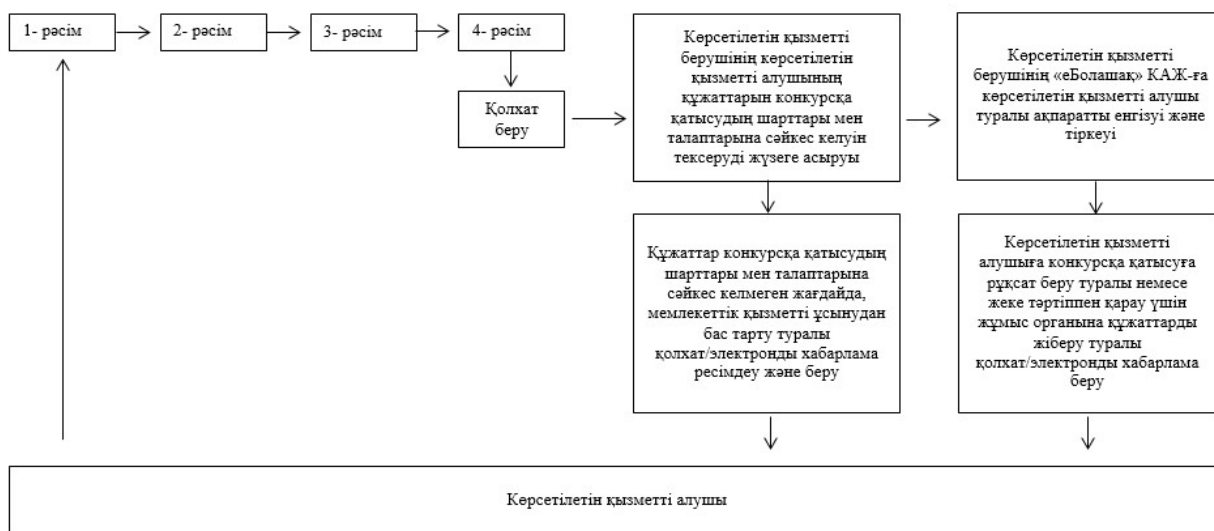 1- рәсім
2- рәсім
3- рәсім
4- рәсім
Қолхат
беру
Көрсетілетін қызметті
берушінің көрсетілетін
қызметті алушының
құжаттарын конкурсқа
қатысудың шарттары мен
талаптарына сәйкес келуін
тексеруді жүзеге асыруы
Көрсетілетін қызметті
берушінің «еБолашақ» КАЖ-ға
көрсетілетін қызметті алушы
туралы ақпаратты енгізуі және
тіркеуі
Құжаттар конкурсқа қатысудың
шарттары мен талаптарына
сәйкес келмеген жағдайда,
мемлекеттік қызметті ұсынудан
бас тарту туралы
қолхат/электронды хабарлама
ресімдеу және беру
Көрсетілетін қызметті
алушыға конкурсқа қатысуға
рұқсат беру туралы немесе
жеке тәртіппен қарау үшін
жұмыс органына құжаттарды
жіберу туралы
қолхат/электронды хабарлама
беру
Көрсетілетін қызметті алушы